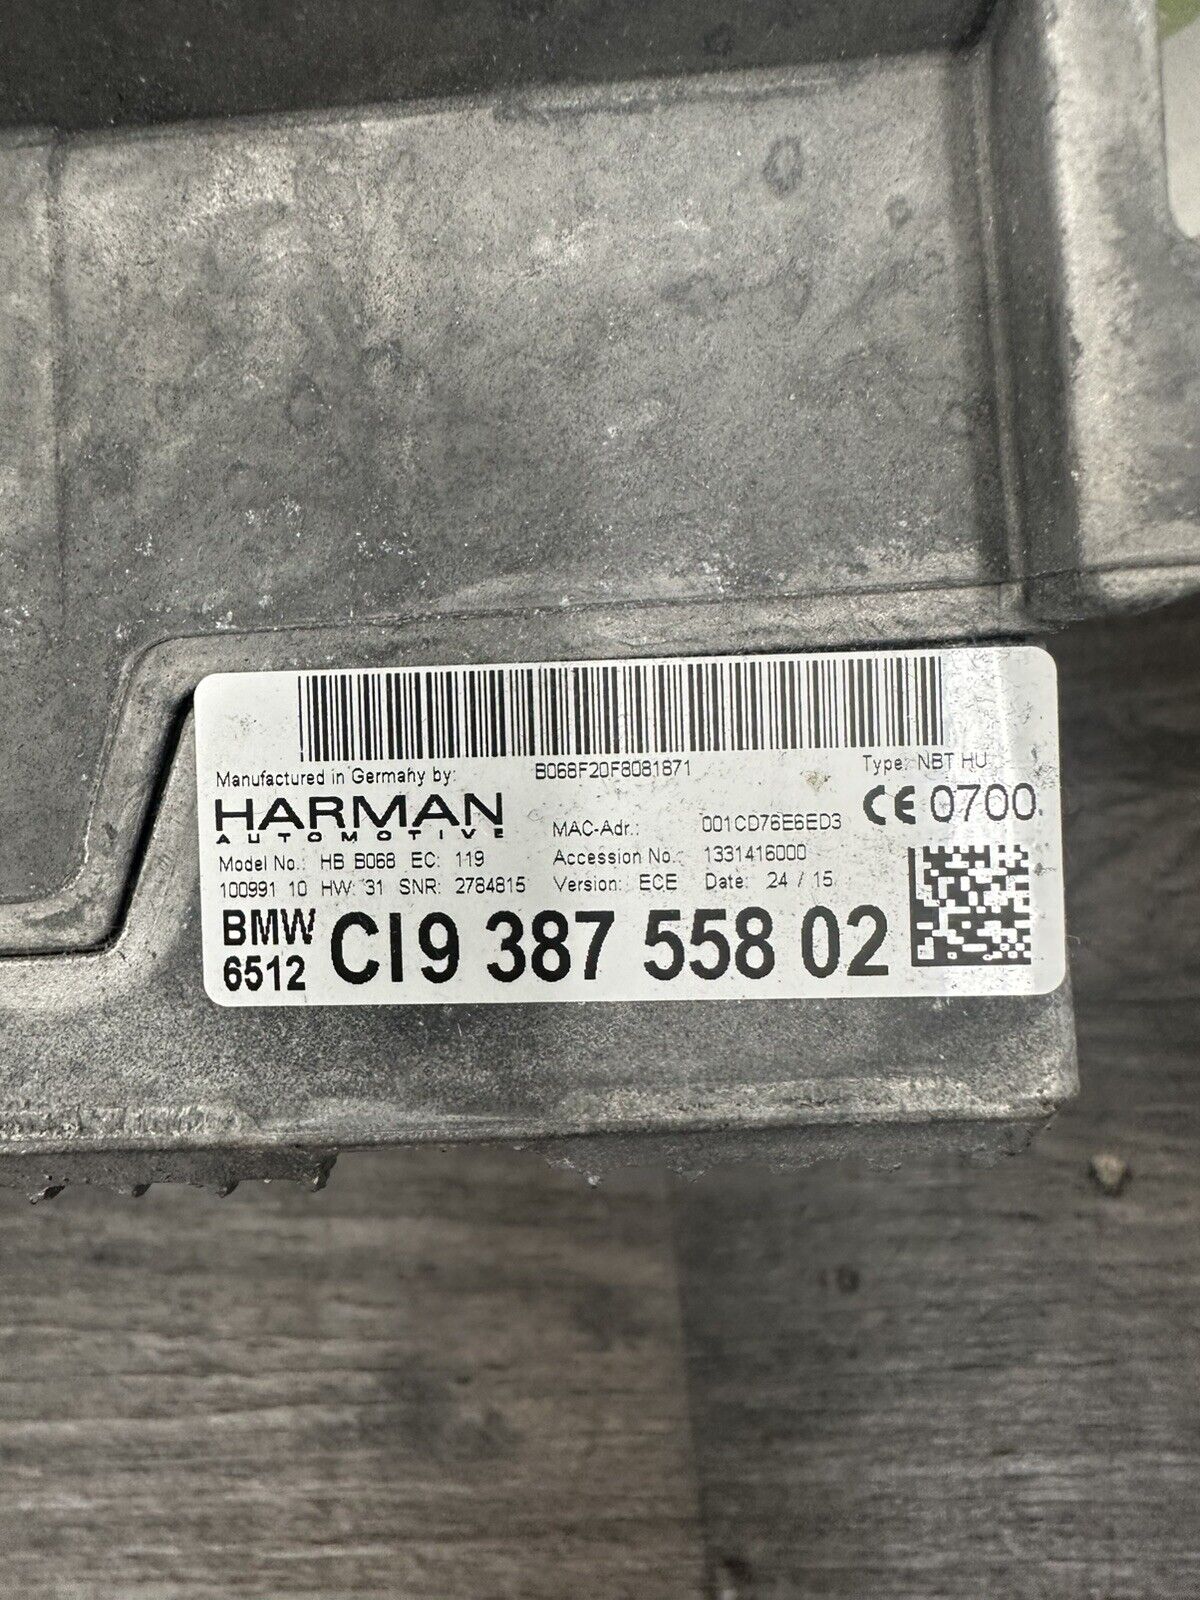 B068F20F8081871
Type: NBT HU
Manufactured in Germany by:
HARMAN
AUTOMOTIVE
CE 0700
MAC-Adr.: 001CD76E6ED3
Model No.: HB B068 EC: 119
Accession No.: 1331416000
100991 10 HW: 31 SNR: 2784815
Version: ECE Date: 24 / 15
BMW
6512
CI9 387 558 02